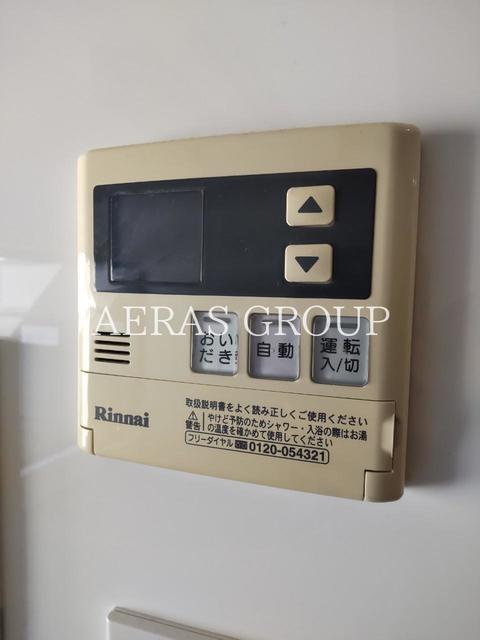 AERAS GROUP
おい
だき
自動
運転
入/切
Rinnai
取扱説明書をよく読み正しくご使用ください
⚠警告
やけど予防のためシャワー・入浴の際はお湯
の温度を確かめて使用してください
フリーダイヤル 0120-054321